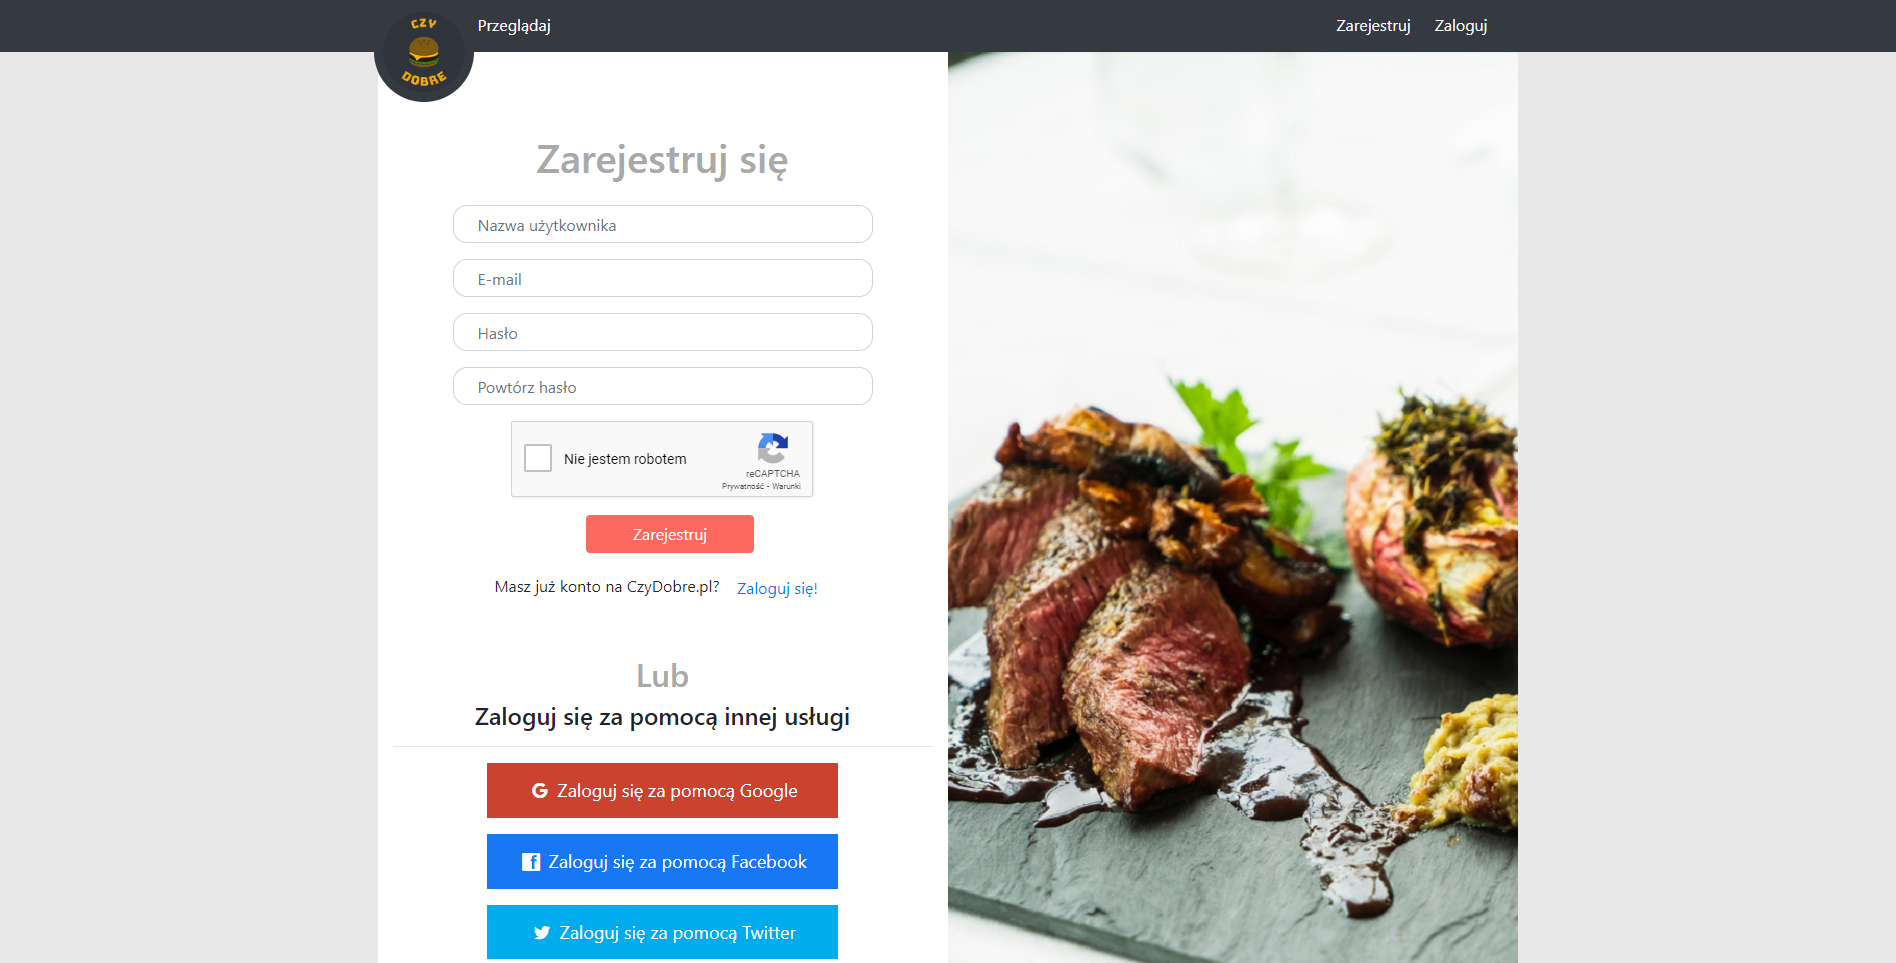 CZY
DOBRE
Przeglądaj
Zarejestruj
Zaloguj
Zarejestruj się
Nazwa użytkownika
E-mail
Hasło
Powtórz hasło
Nie jestem robotem
reCAPTCHA
Prywatność - Warunki
Zarejestruj
Masz już konto na CzyDobre.pl? Zaloguj się!
Lub
Zaloguj się za pomocą innej usługi
Zaloguj się za pomocą Google
Zaloguj się za pomocą Facebook
Zaloguj się za pomocą Twitter